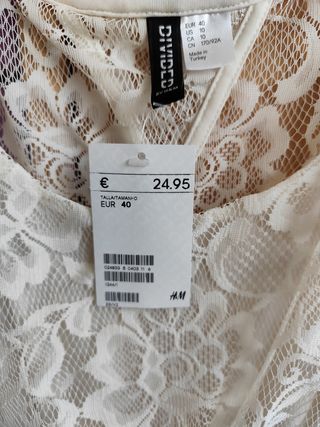 DIVIDED
EUR 40
US 10
CA 10
CN 170/92A
Made in
Turkey
€ 24.95
TALLA/TAMANHO
EUR 40
H&M